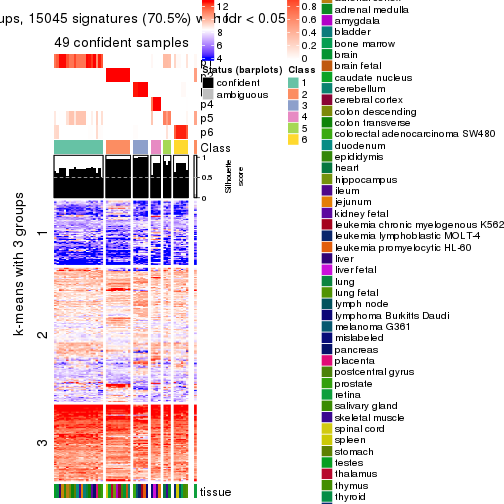 ups, 15045 signatures (70.5%) with fdr < 0.05
49 confident samples
p4
p5
p6
Class
1
0.5
0
Silhouette
score
k-means with 3 groups
1
2
3
tissue
12
10
8
6
4
Status (barplots)
confident
ambiguous
0.8
0.6
0.4
0.2
0
Class
1
2
3
4
5
6
adrenal medulla
amygdala
bladder
bone marrow
brain
brain fetal
caudate nucleus
cerebellum
cerebral cortex
colon descending
colon transverse
colorectal adenocarcinoma SW480
duodenum
epididymis
heart
hippocampus
ileum
jejunum
kidney fetal
leukemia chronic myelogenous K562
leukemia lymphoblastic MOLT-4
leukemia promyelocytic HL-60
liver
liver fetal
lung
lung fetal
lymph node
lymphoma Burkitts Daudi
melanoma G361
mislabeled
pancreas
placenta
postcentral gyrus
prostate
retina
salivary gland
skeletal muscle
spinal cord
spleen
stomach
testes
thalamus
thymus
thyroid